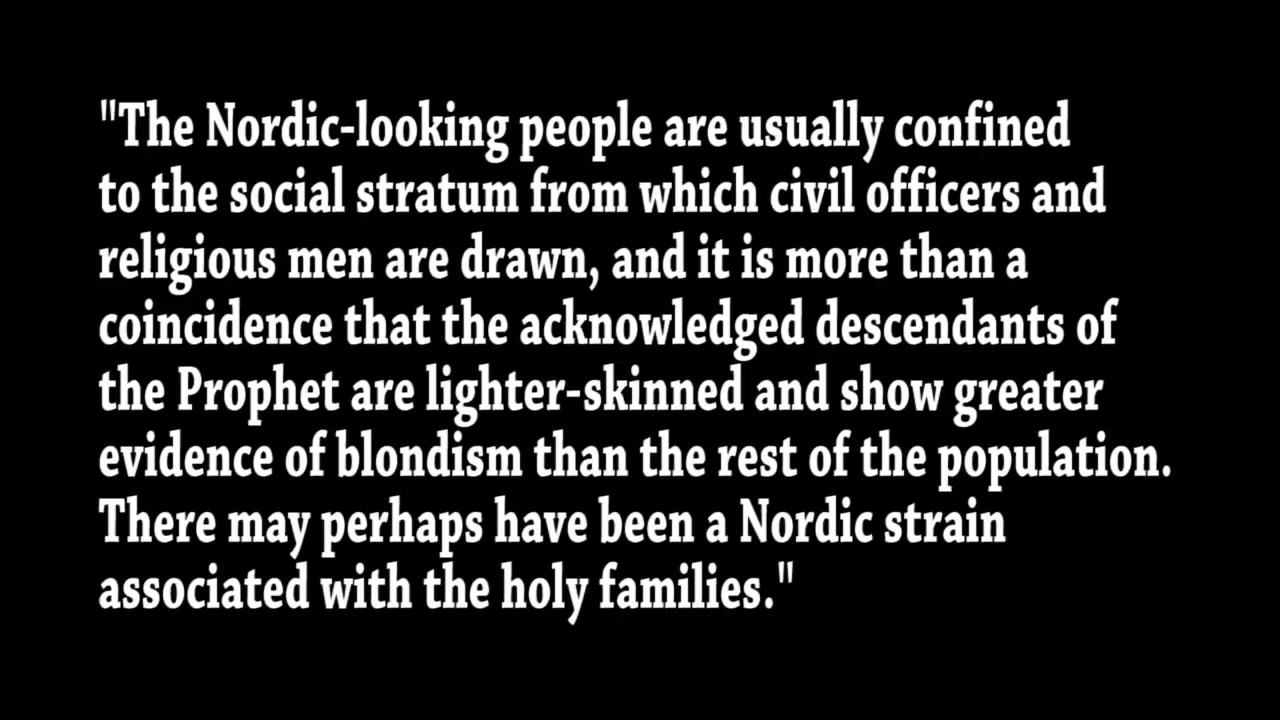 "The Nordic-looking people are usually confined
to the social stratum from which civil officers and
religious men are drawn, and it is more than a
coincidence that the acknowledged descendants of
the Prophet are lighter-skinned and show greater
evidence of blondism than the rest of the population.
There may perhaps have been a Nordic strain
associated with the holy families."